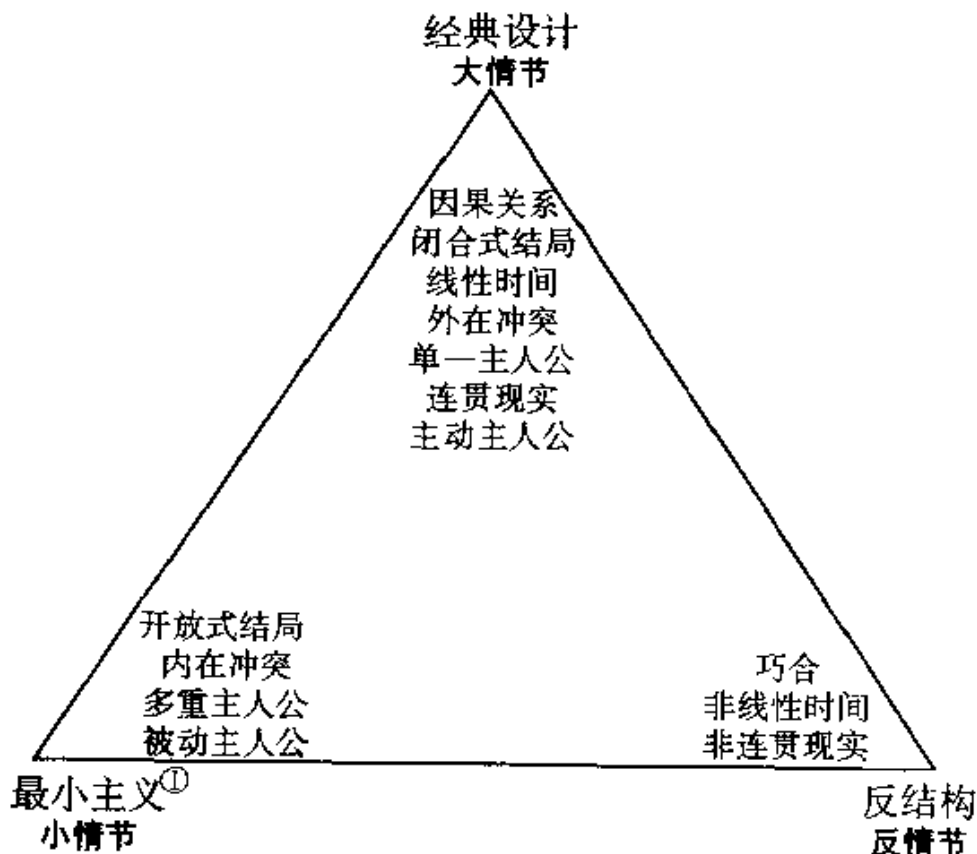 经典设计
大情节
因果关系
闭合式结局
线性时间
外在冲突
单一主人公
连贯现实
主动主人公
开放式结局
内在冲突
多重主人公
被动主人公
巧合
非线性时间
非连贯现实
最小主义①
小情节
反结构
反情节